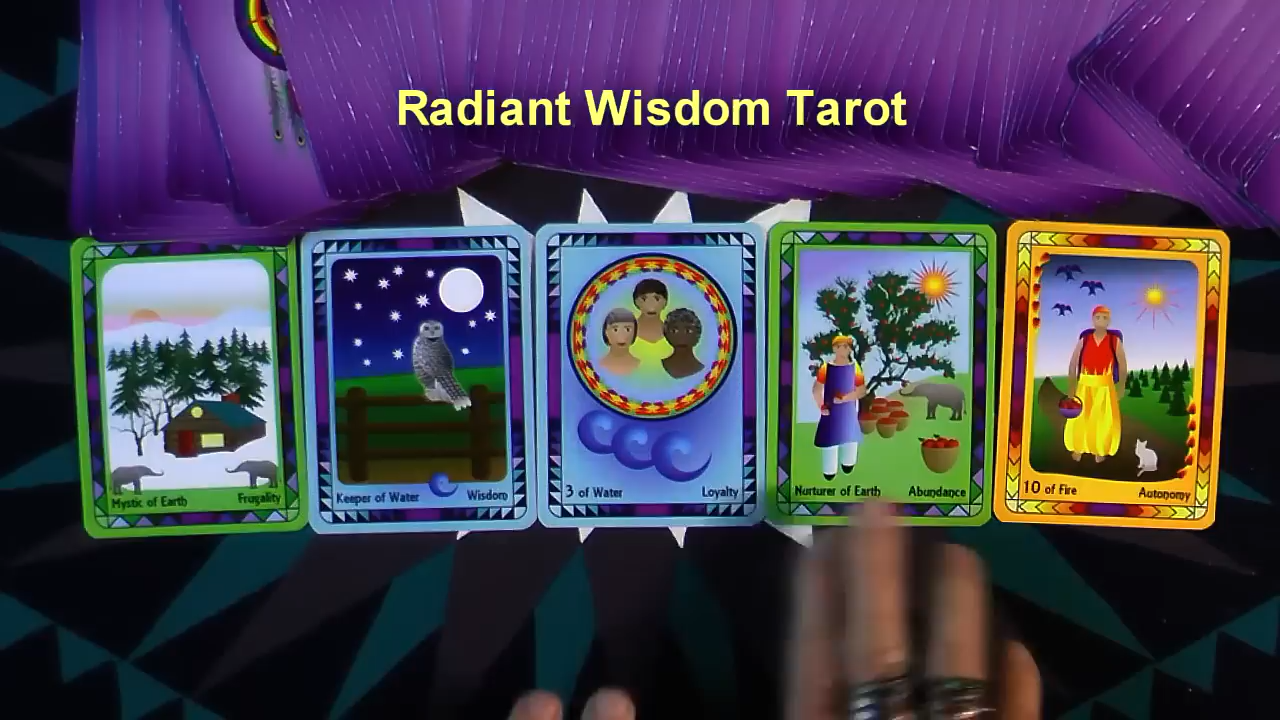 Radiant Wisdom Tarot
Mystic of Earth Frugality
Keeper of Water Wisdom
3 of Water Loyalty
Nurturer of Earth Abundance
10 of Fire Autonomy